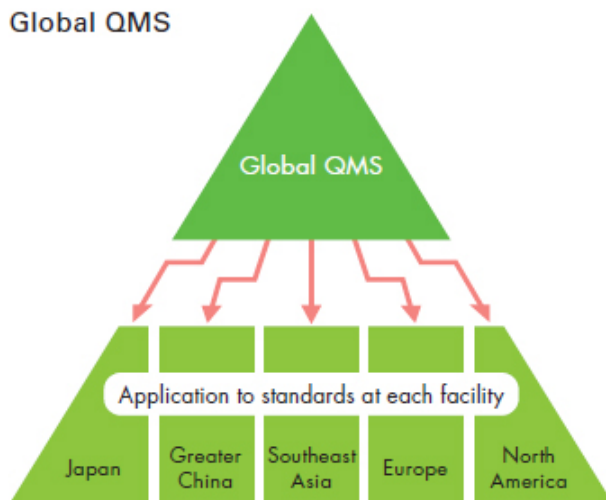 Global QMS
Global QMS
Application to standards at each facility
Japan
Greater
China
Southeast
Asia
Europe
North
America